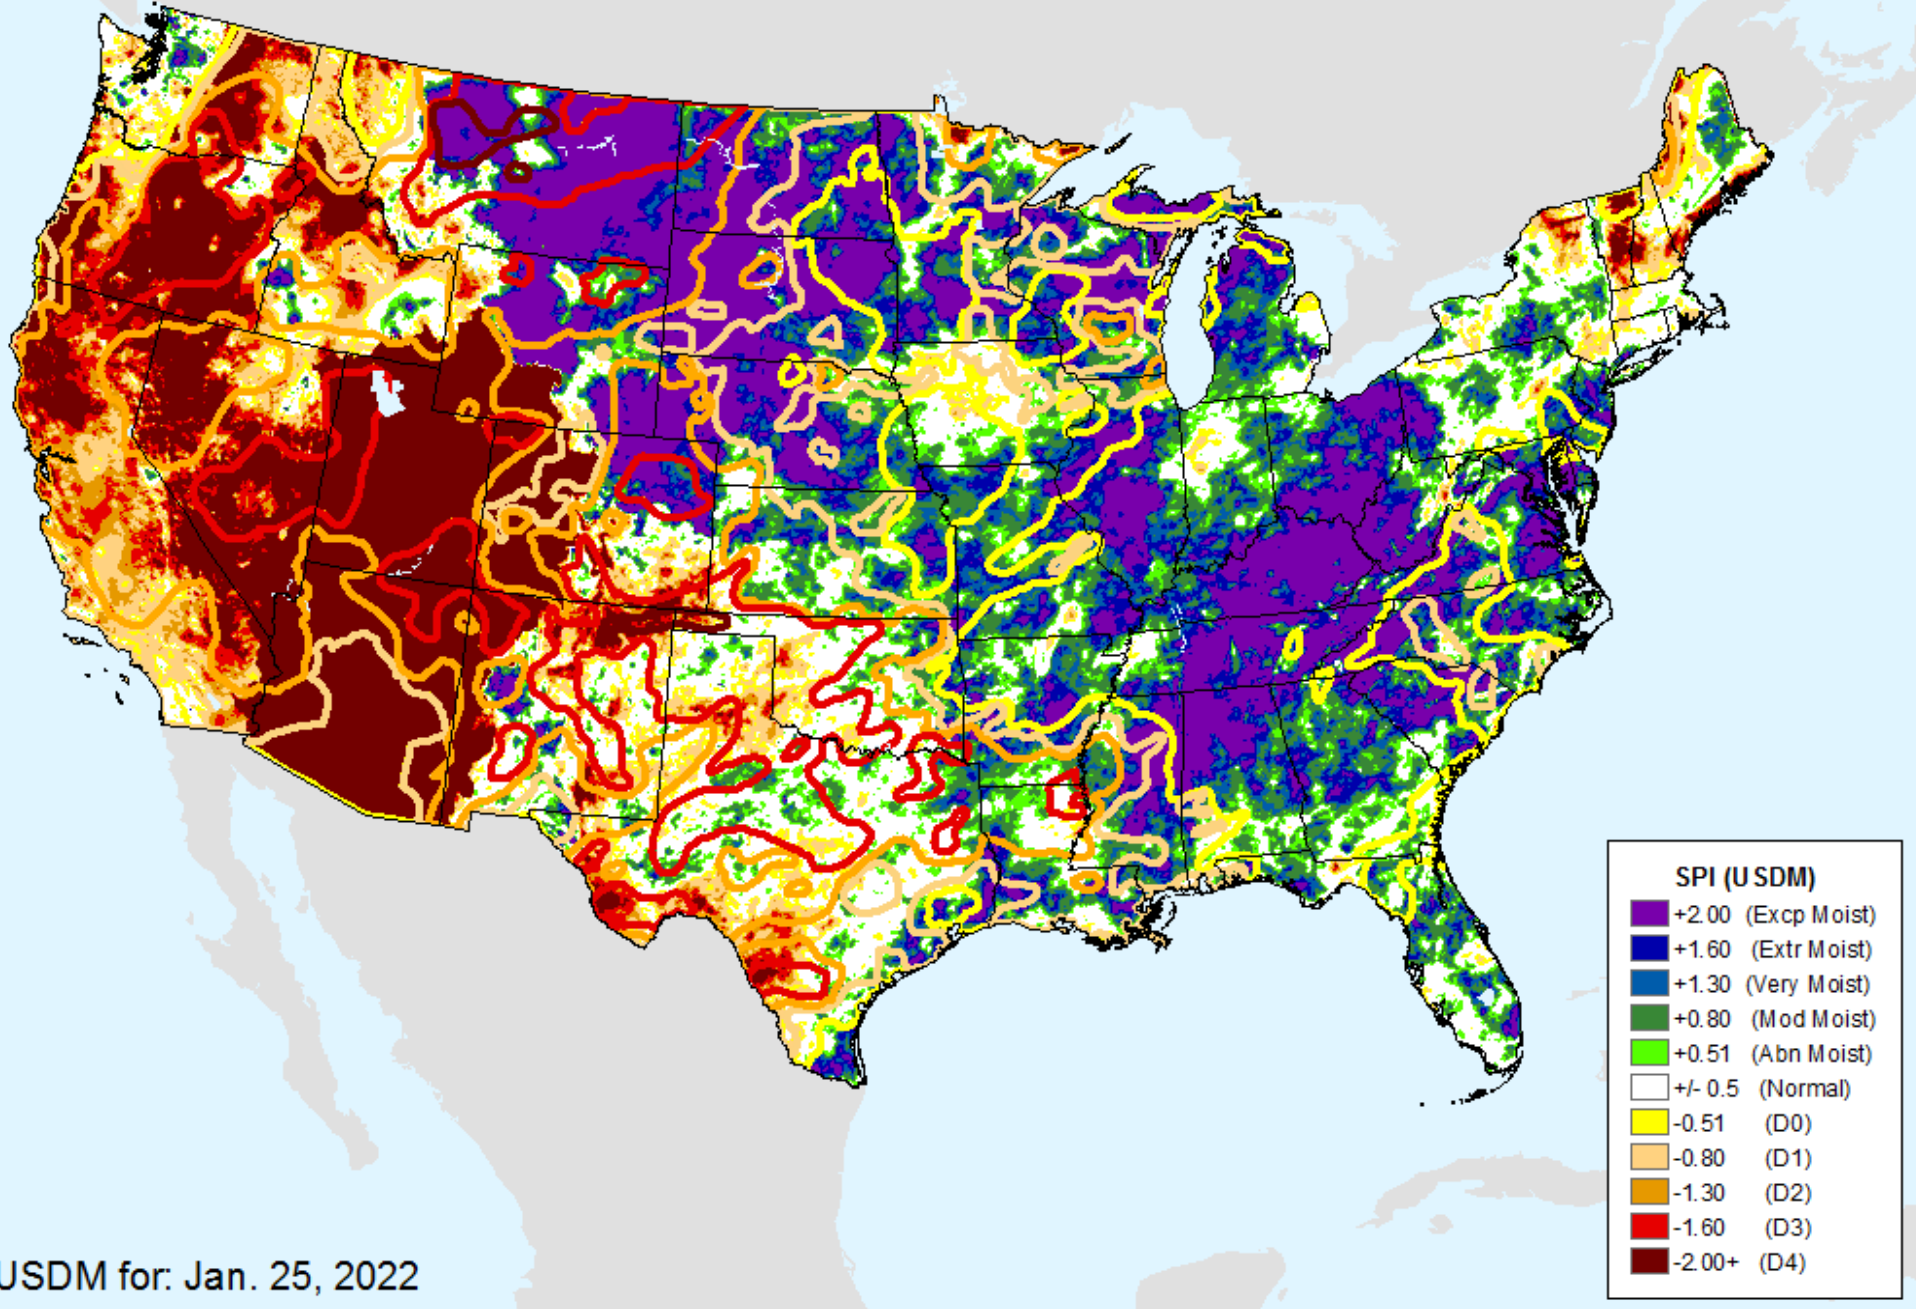 SPI (USDM)
+2.00 (Excp Moist)
+1.60 (Extr Moist)
+1.30 (Very Moist)
+0.80 (Mod Moist)
+0.51 (Abn Moist)
+/- 0.5 (Normal)
-0.51 (D0)
-0.80 (D1)
-1.30 (D2)
-1.60 (D3)
-2.00+ (D4)
USDM for: Jan. 25, 2022